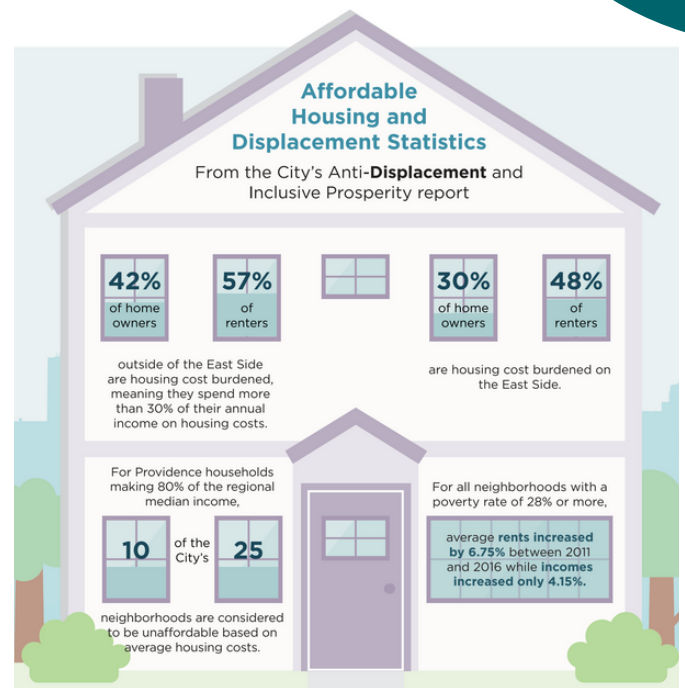 Affordable
Housing and
Displacement Statistics
From the City's Anti-Displacement and
Inclusive Prosperity report
42%
of home
owners
57%
of
renters
outside of the East Side
are housing cost burdened,
meaning they spend more
than 30% of their annual
income on housing costs.
30%
of home
owners
48%
of
renters
are housing cost burdened on
the East Side.
For Providence households
making 80% of the regional
median income,
10
of the
City's
25
neighborhoods are considered
to be unaffordable based on
average housing costs.
For all neighborhoods with a
poverty rate of 28% or more,
average rents increased
by 6.75% between 2011
and 2016 while incomes
increased only 4.15%.